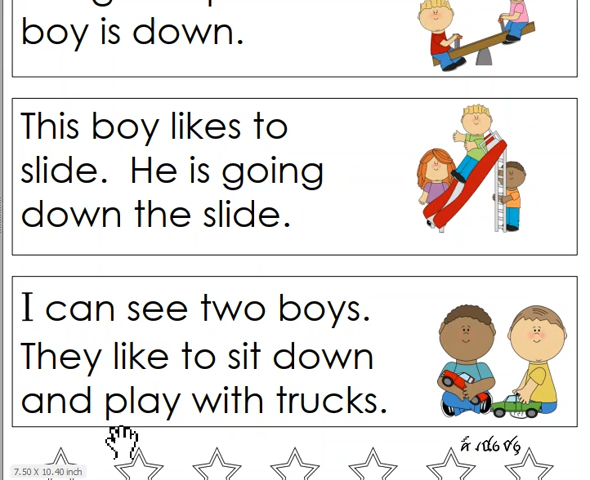 boy is down.
This boy likes to
slide. He is going
down the slide.
I can see two boys.
They like to sit down
and play with trucks.
7.50 X 10.40 inch